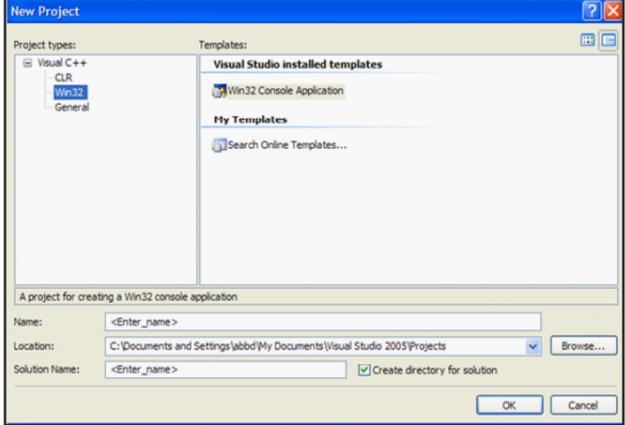 New Project
Project types:
Templates:
Visual C++
CLR
Win32
General
Visual Studio installed templates
Win32 Console Application
My Templates
Search Online Templates...
A project for creating a Win32 console application
Name:
<Enter_name>
Location:
C:\Documents and Settings\abbd\My Documents\Visual Studio 2005\Projects
Browse...
Solution Name:
<Enter_name>
Create directory for solution
OK
Cancel